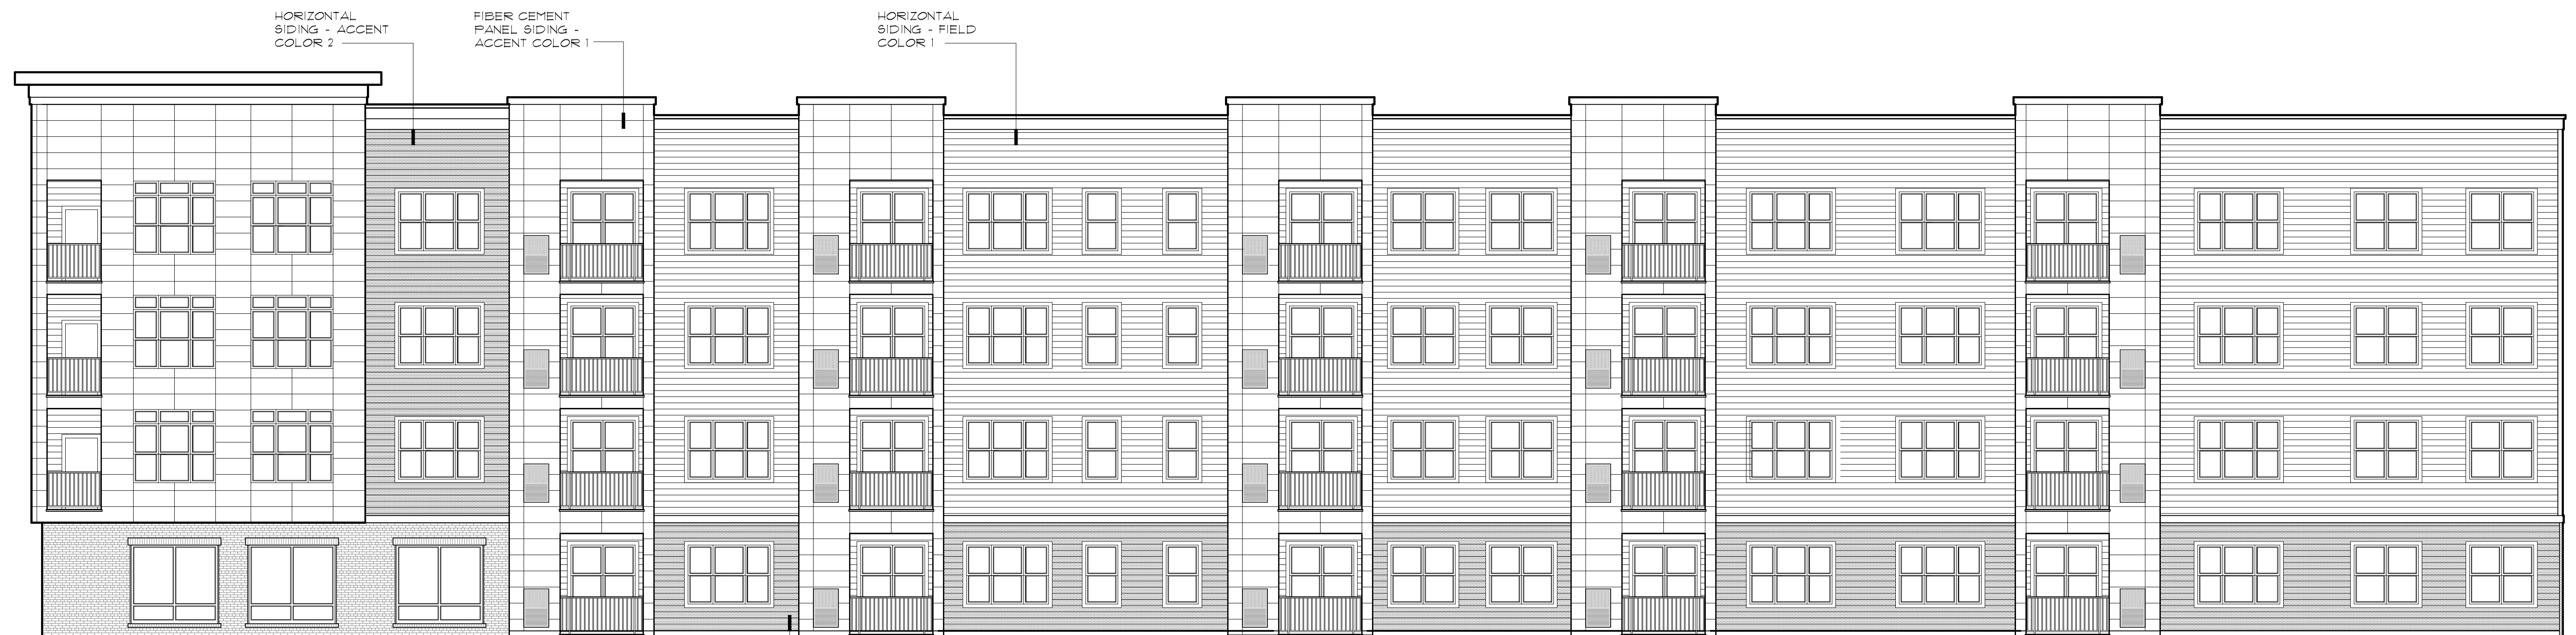 HORIZONTAL
SIDING - ACCENT
COLOR 2
FIBER CEMENT
PANEL SIDING -
ACCENT COLOR 1
HORIZONTAL
SIDING - FIELD
COLOR 1